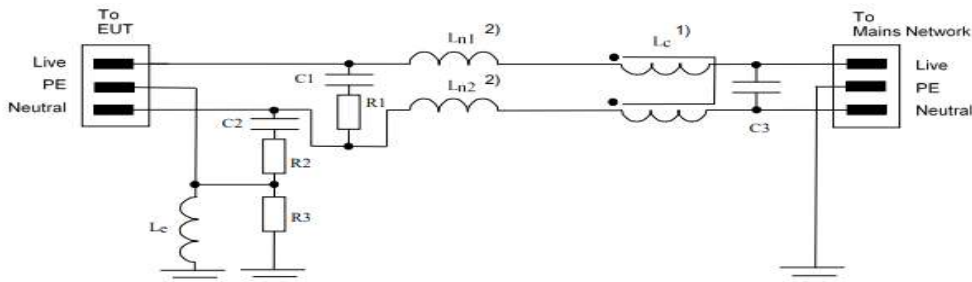 To
EUT
Live
PE
Neutral
C1
R1
C2
R2
R3
Le
Ln1 2)
Ln2 2)
Lc 1)
C3
To
Mains Network
Live
PE
Neutral